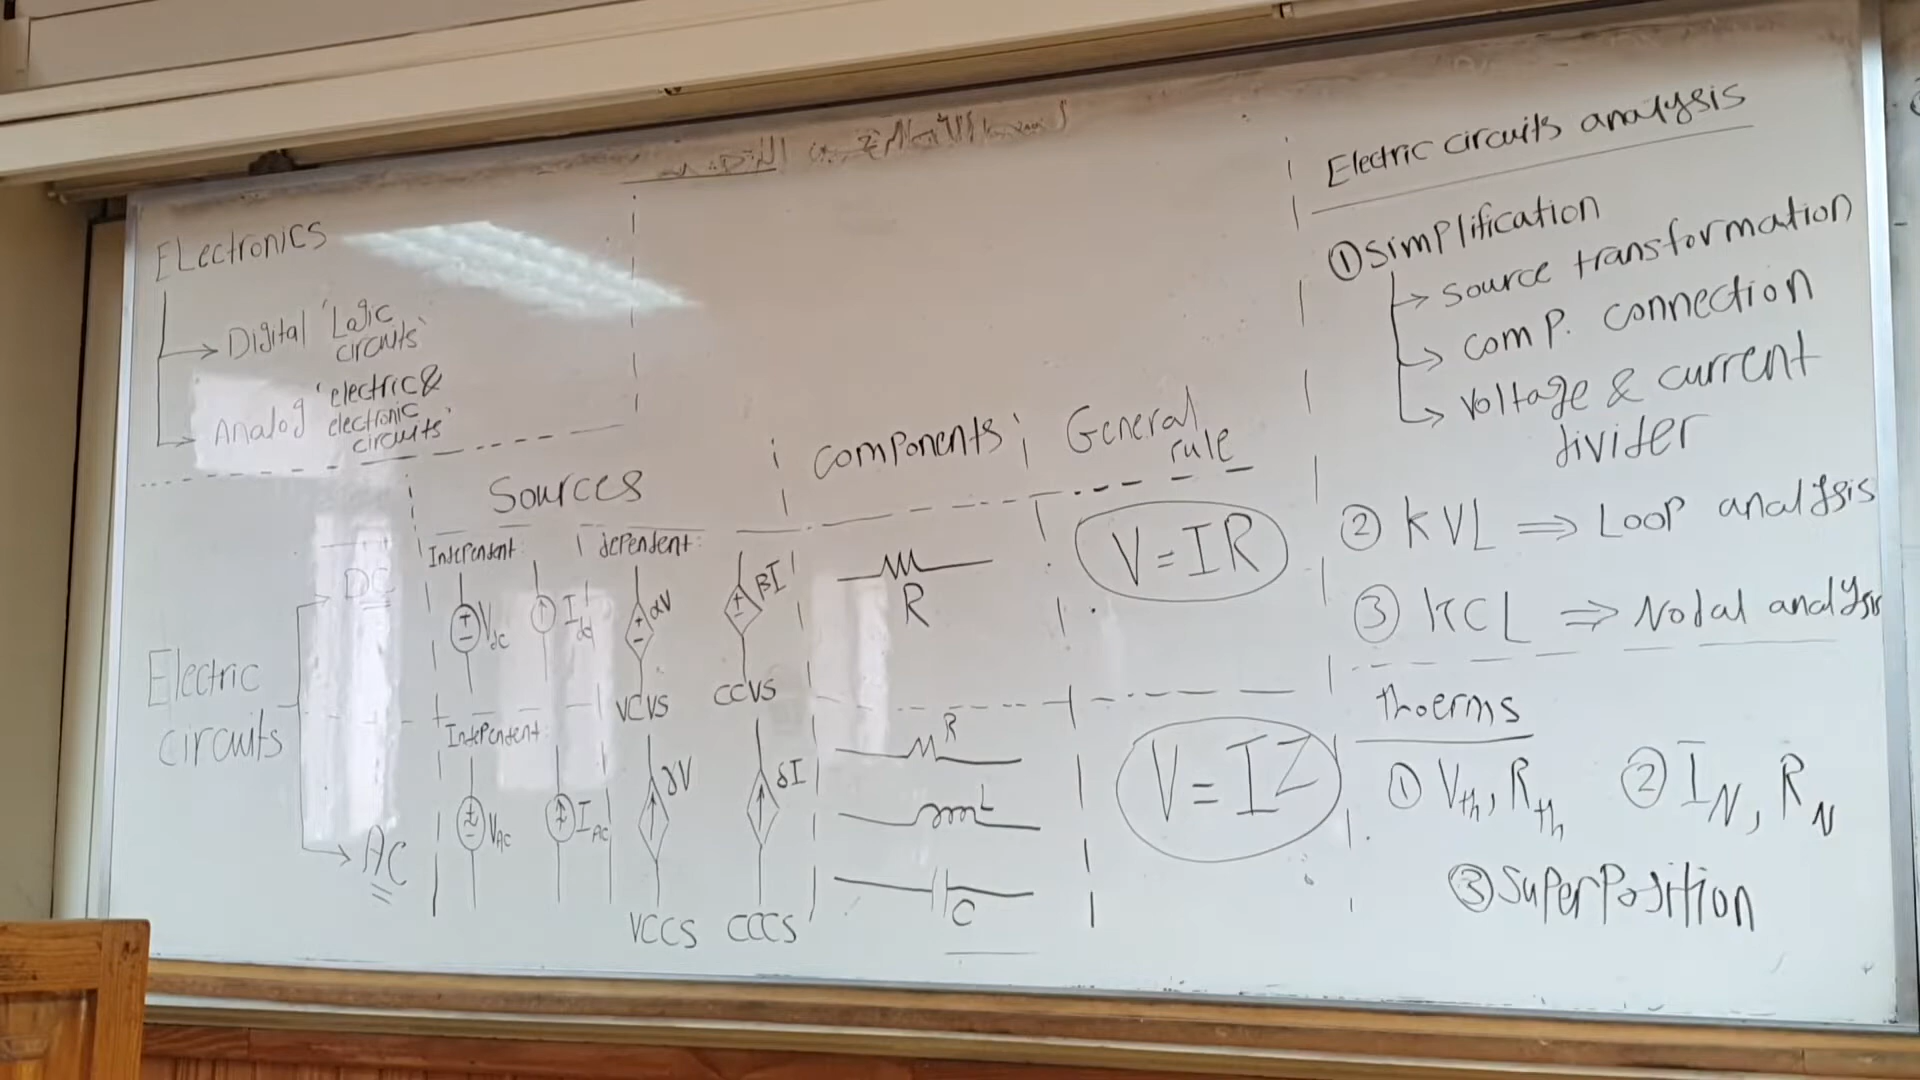 ELectronics
Digital 'Logic
circuits'
Analog 'electric &
electronic
circuits'
Electric
circuits
DC
AC
Sources
Independent:
dependent:
Vdc
αV
βI
VCVS
CCVS
Independent:
VAC
IAC
γV
δI
VCCS
CCCS
components
R
R
L
C
General
rule
V = IR
V = IZ
Electric circuits analysis
① simplification
→ source transformation
→ comp. connection
→ voltage & current
divider
② KVL ⇒ Loop analysis
③ KCL ⇒ Nodal analysis
thoerms
① Vth, Rth
② IN, RN
③ superposition